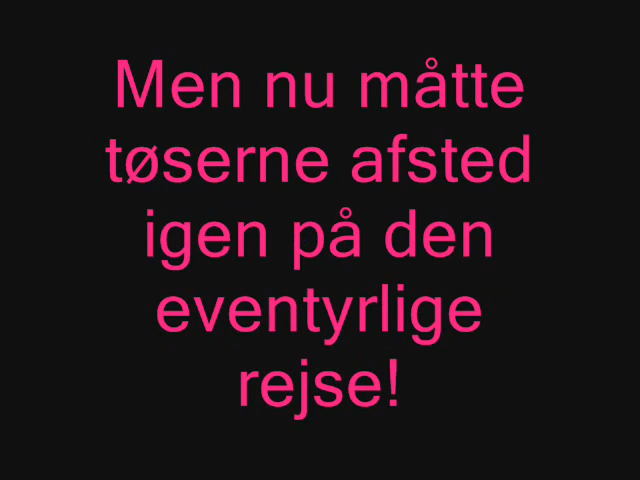 Men nu måtte
tøserne afsted
igen på den
eventyrlige
rejse!